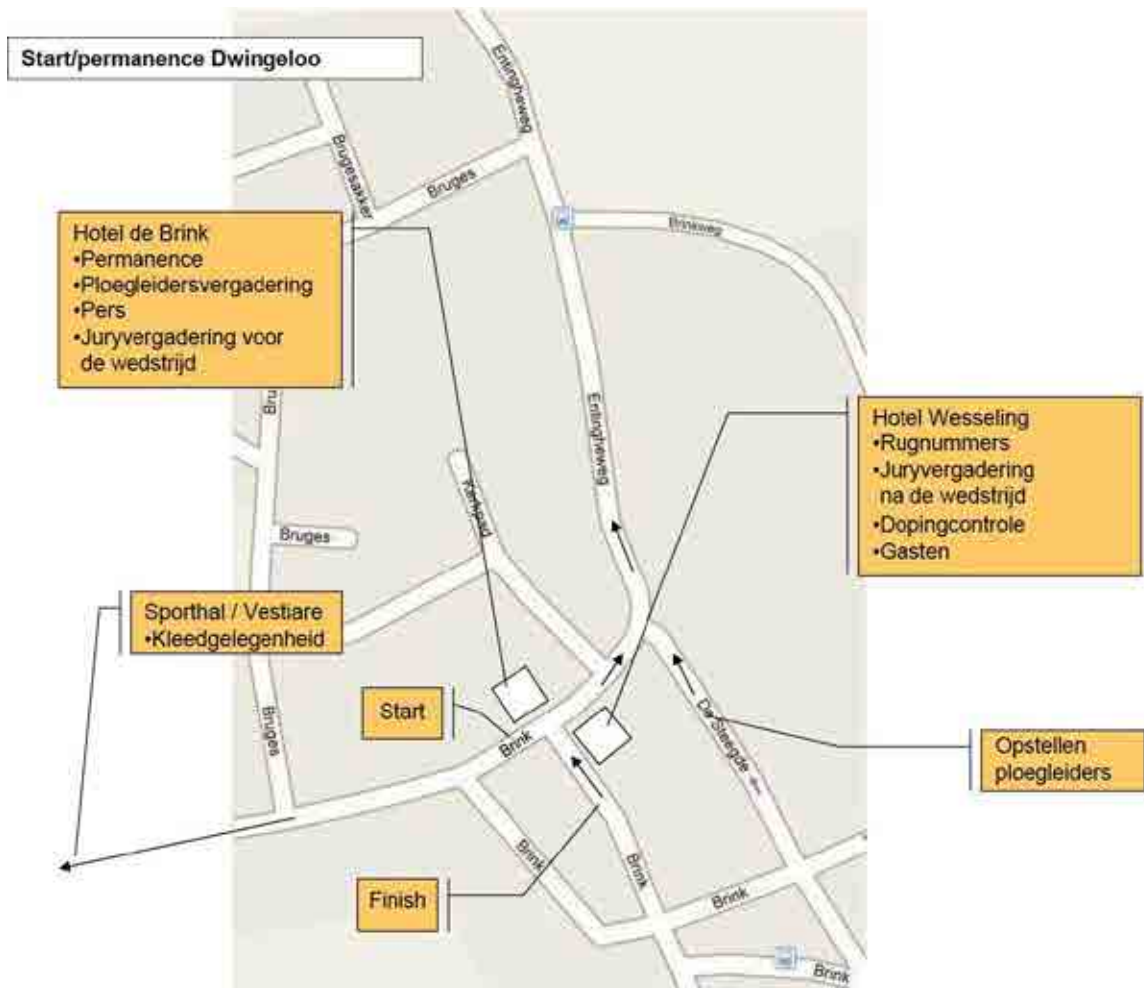 Start/permanence Dwingeloo
Entingheweg
Brugesakker
Bruges
Brinkweg
Hotel de Brink
•Permanence
•Ploegleidersvergadering
•Pers
•Juryvergadering voor
de wedstrijd
Bru
Entingheweg
Hotel Wesseling
•Rugnummers
•Juryvergadering
na de wedstrijd
•Dopingcontrole
•Gasten
Kerkpad
Bruges
Sporthal / Vestiare
•Kleedgelegenheid
Bruges
Start
Brink
De Steegde
Opstellen
ploegleiders
Brink
Brink
Brink
Finish
Brink